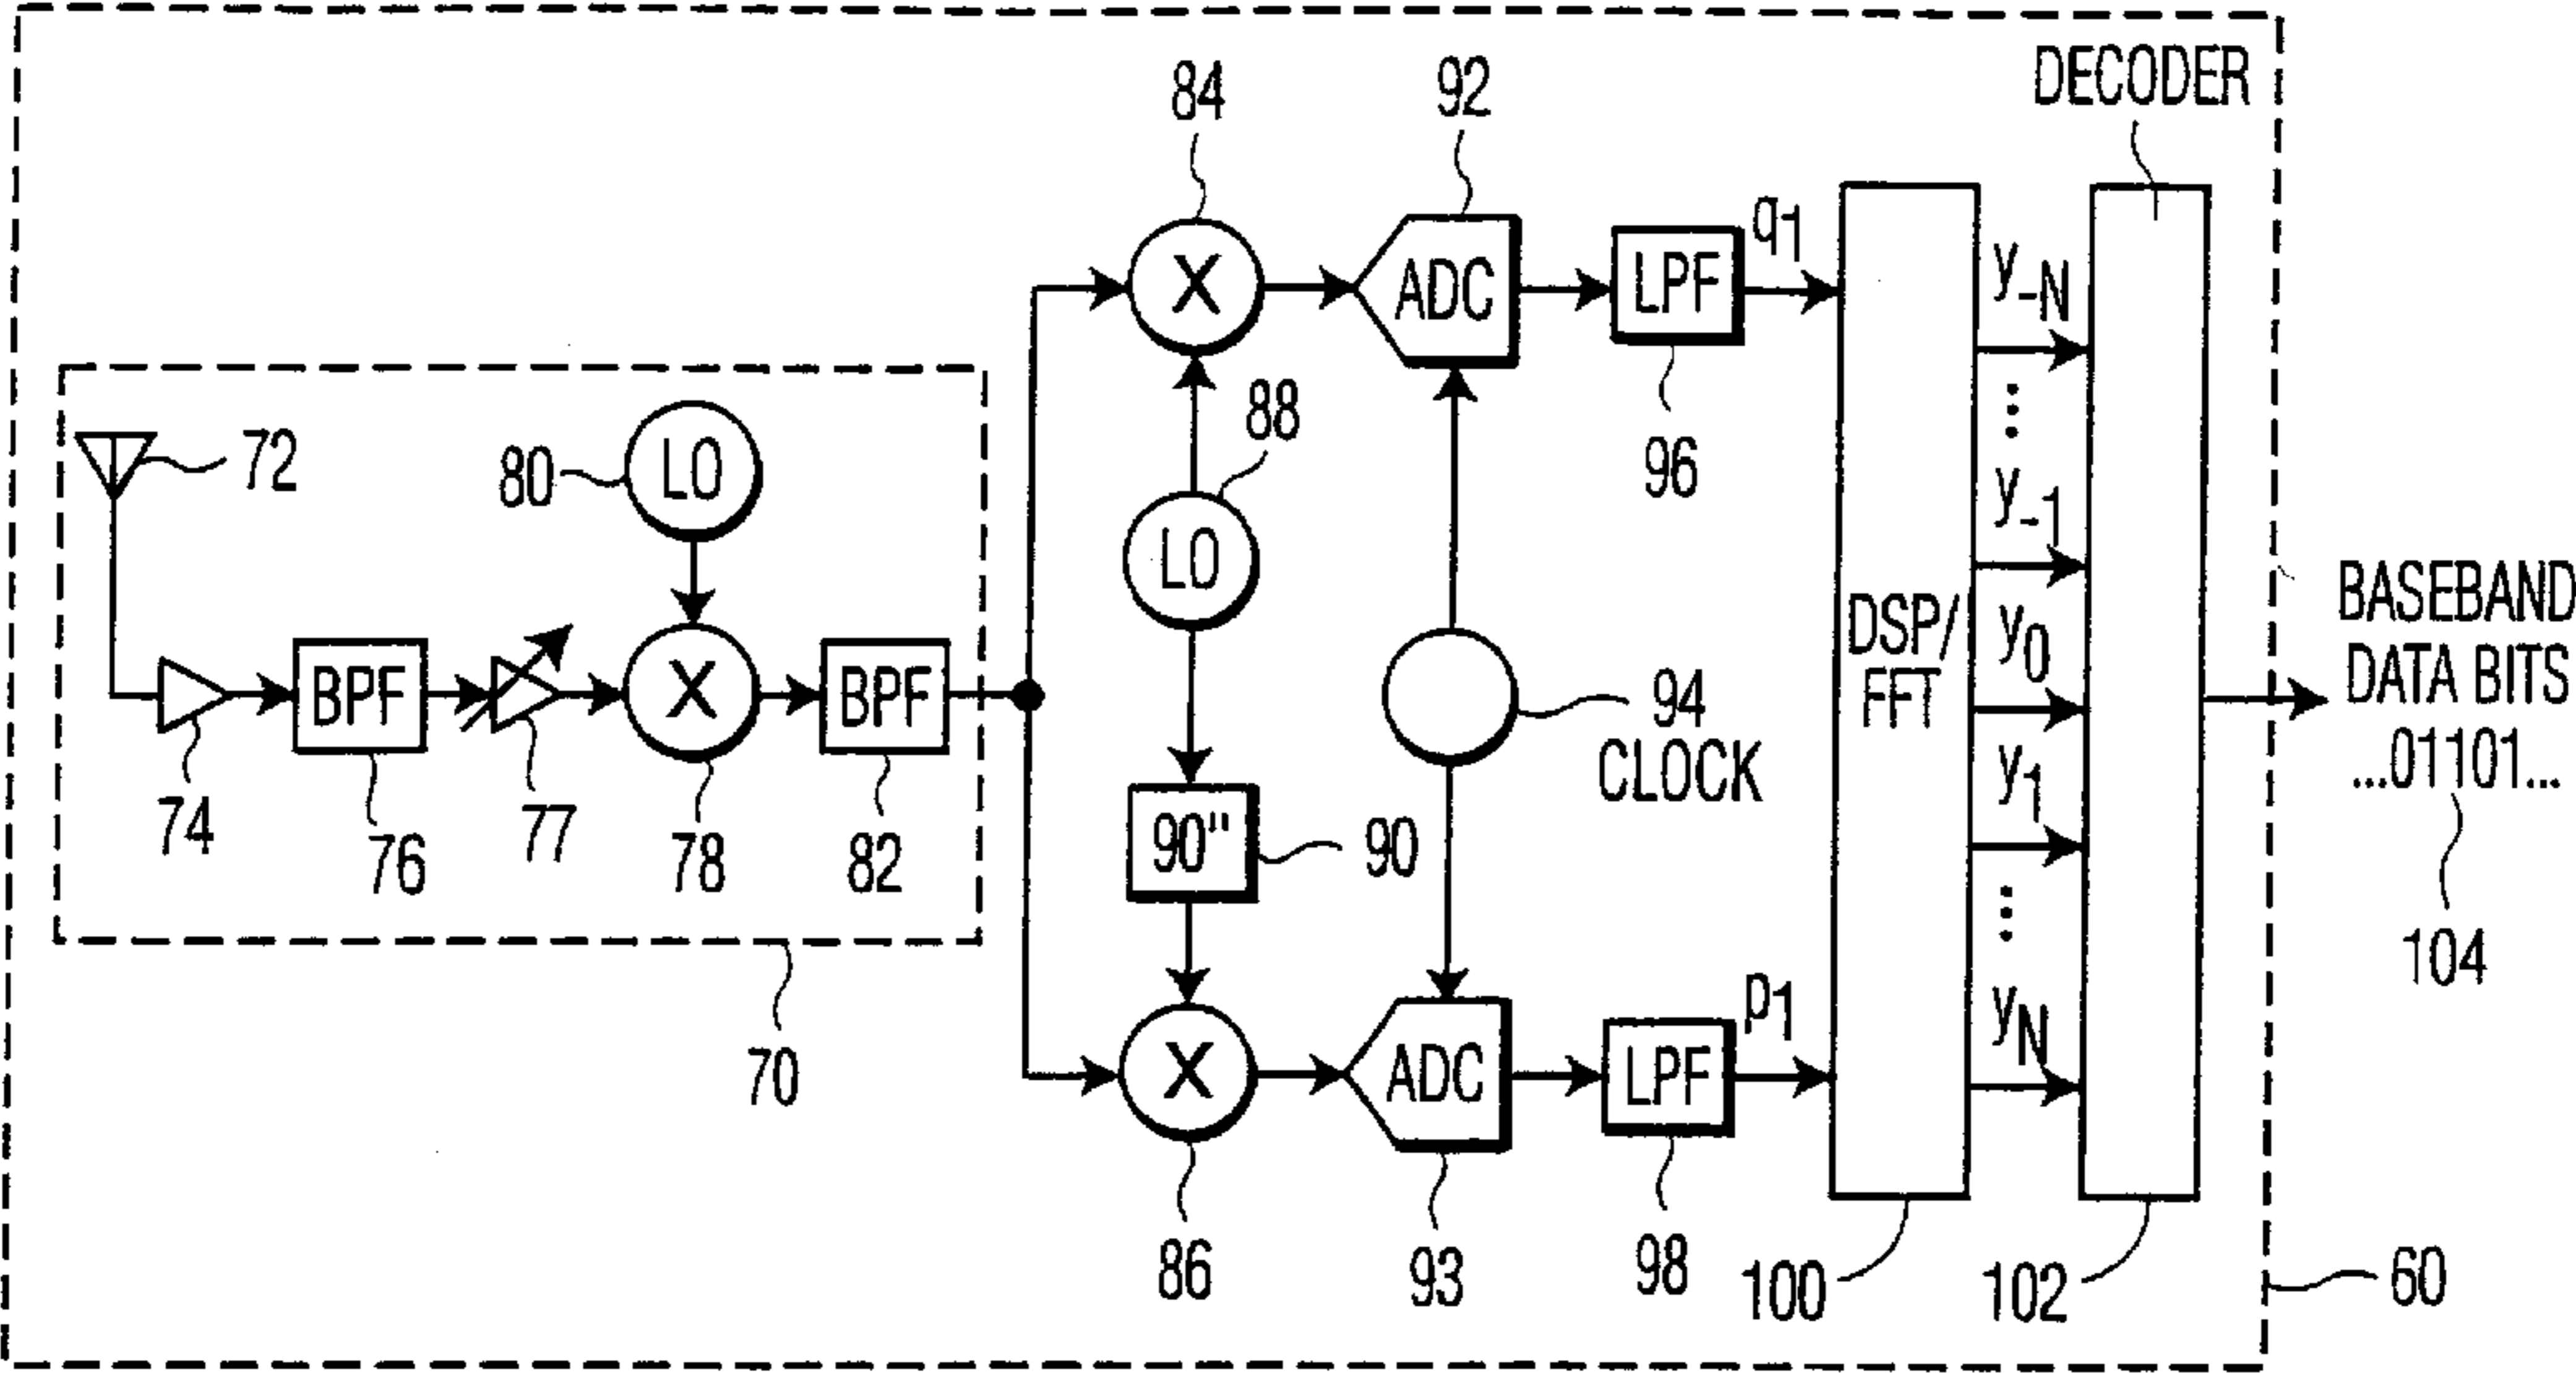 DECODER
84
92
X
ADC
LPF
q1
y-N
...
72
80
LO
88
96
y-1
LO
BPF
X
BPF
94
CLOCK
DSP/
FFT
y0
BASEBAND
DATA BITS
...01101...
74
76
77
78
82
90"
90
y1
...
104
70
X
ADC
LPF
p1
yN
86
93
98
100
102
60